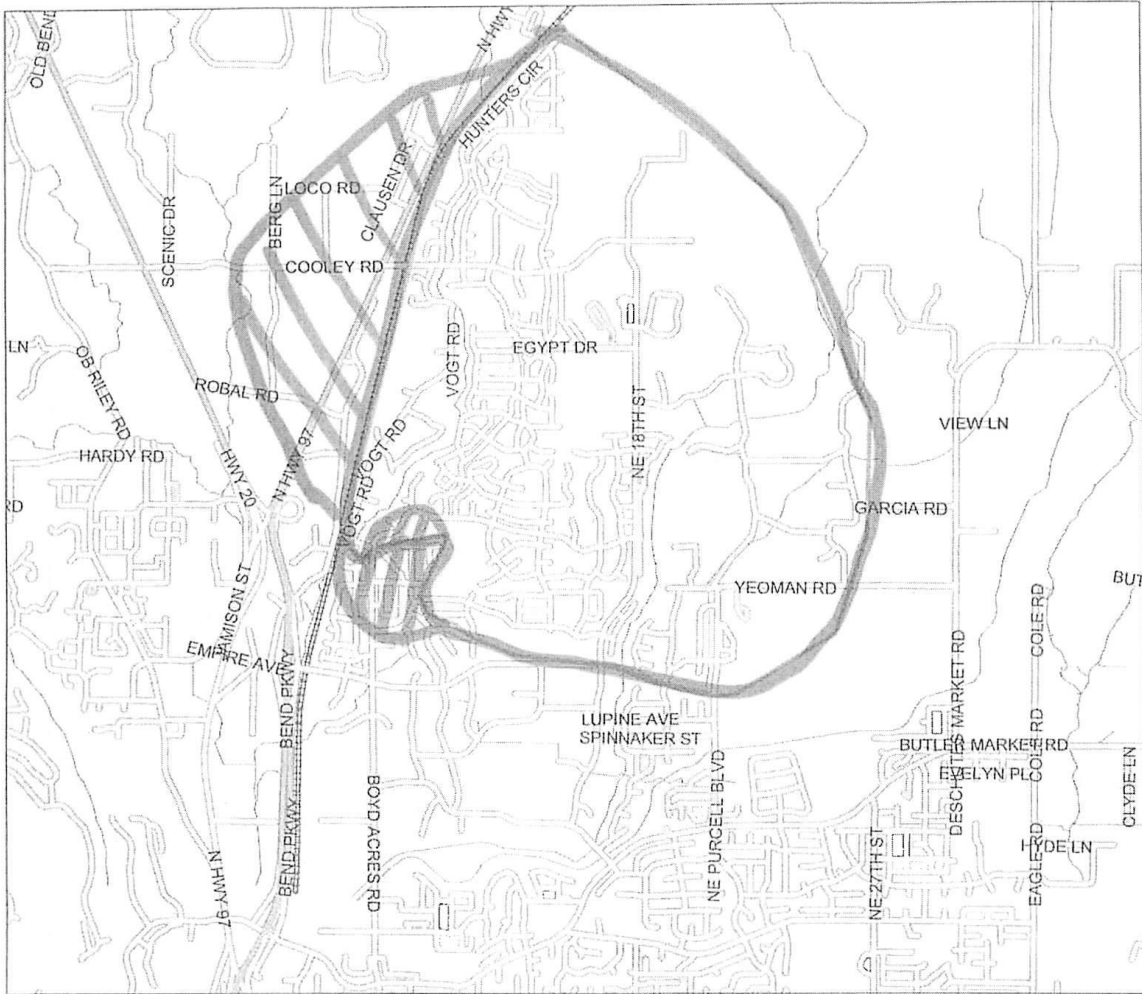 OLD BEND
N HWY
HUNTERS CIR
CLAUSEN DR
LOCO RD
BERG LN
SCENIC DR
COOLEY RD
LN
OB RILEY RD
VOGT RD
EGYPT DR
ROBAL RD
NE 18TH ST
VIEW LN
HARDY RD
HWY 20
N HWY 97
VOGT RD
VOGT RD
RD
GARCIA RD
YEOMAN RD
BUT
JAMISON ST
EMPIRE AVE
BEND PKWY
COLE RD
DESCHUTES MARKET RD
LUPINE AVE
SPINNAKER ST
BUTLER MARKET RD
COLE RD
EVELYN PL
CLYDE LN
BOYD ACRES RD
NE PURCELL BLVD
BEND PKWY
N HWY 97
NE 27TH ST
HYDE LN
EAGLE RD